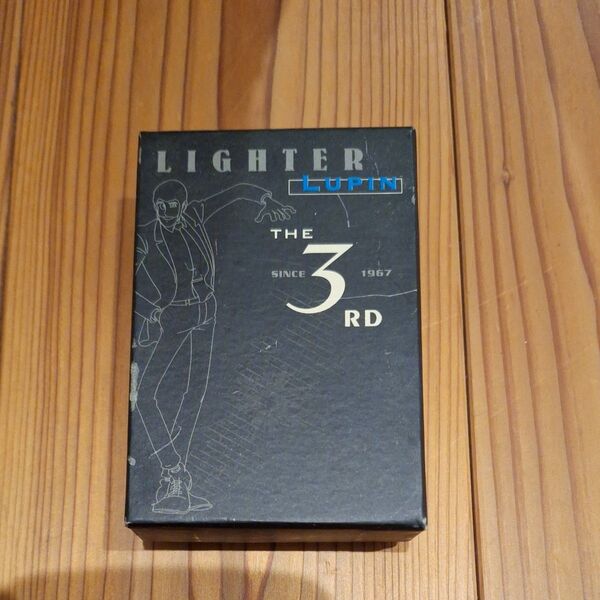 LIGHTER
LUPIN
THE
SINCE 3 1967
RD